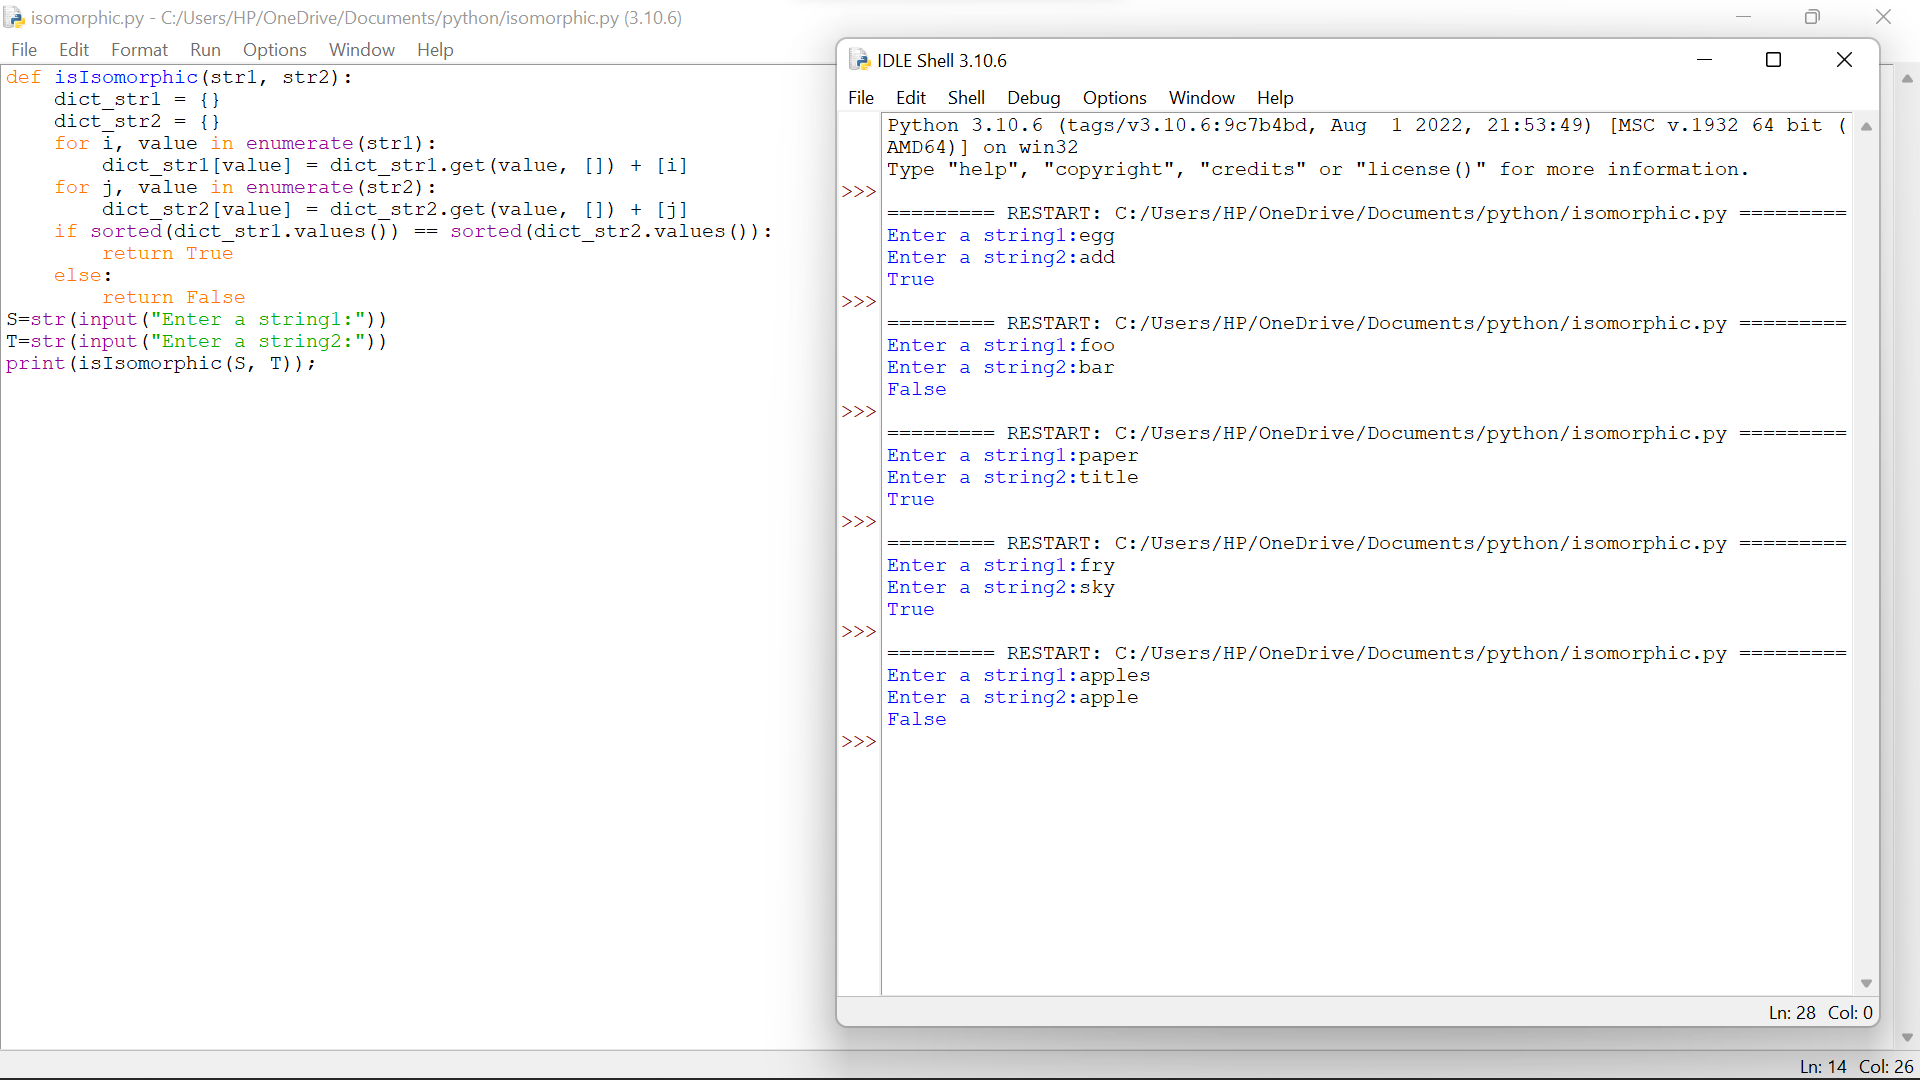 isomorphic.py - C:/Users/HP/OneDrive/Documents/python/isomorphic.py (3.10.6)
File Edit Format Run Options Window Help
def isIsomorphic(str1, str2):
    dict_str1 = {}
    dict_str2 = {}
    for i, value in enumerate(str1):
        dict_str1[value] = dict_str1.get(value, []) + [i]
    for j, value in enumerate(str2):
        dict_str2[value] = dict_str2.get(value, []) + [j]
    if sorted(dict_str1.values()) == sorted(dict_str2.values()):
        return True
    else:
        return False
S=str(input("Enter a string1:"))
T=str(input("Enter a string2:"))
print(isIsomorphic(S, T));
Ln: 14 Col: 26
IDLE Shell 3.10.6
File Edit Shell Debug Options Window Help
Python 3.10.6 (tags/v3.10.6:9c7b4bd, Aug  1 2022, 21:53:49) [MSC v.1932 64 bit (
AMD64)] on win32
Type "help", "copyright", "credits" or "license()" for more information.
>>>
========= RESTART: C:/Users/HP/OneDrive/Documents/python/isomorphic.py =========
Enter a string1:egg
Enter a string2:add
True
>>>
========= RESTART: C:/Users/HP/OneDrive/Documents/python/isomorphic.py =========
Enter a string1:foo
Enter a string2:bar
False
>>>
========= RESTART: C:/Users/HP/OneDrive/Documents/python/isomorphic.py =========
Enter a string1:paper
Enter a string2:title
True
>>>
========= RESTART: C:/Users/HP/OneDrive/Documents/python/isomorphic.py =========
Enter a string1:fry
Enter a string2:sky
True
>>>
========= RESTART: C:/Users/HP/OneDrive/Documents/python/isomorphic.py =========
Enter a string1:apples
Enter a string2:apple
False
>>>
Ln: 28 Col: 0